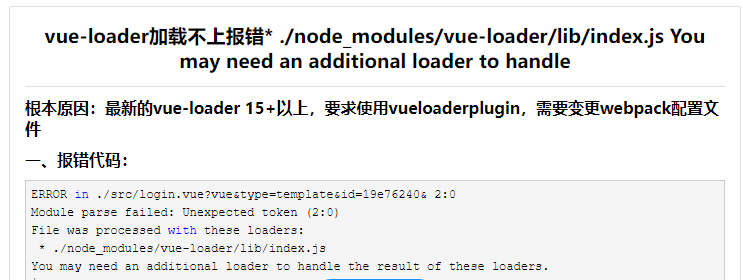 vue-loader加载不上报错* ./node_modules/vue-loader/lib/index.js You
may need an additional loader to handle
根本原因：最新的vue-loader 15+以上，要求使用vueloaderplugin，需要变更webpack配置文
件
一、报错代码：
ERROR in ./src/login.vue?vue&type=template&id=19e76240& 2:0
Module parse failed: Unexpected token (2:0)
File was processed with these loaders:
* ./node_modules/vue-loader/lib/index.js
You may need an additional loader to handle the result of these loaders.